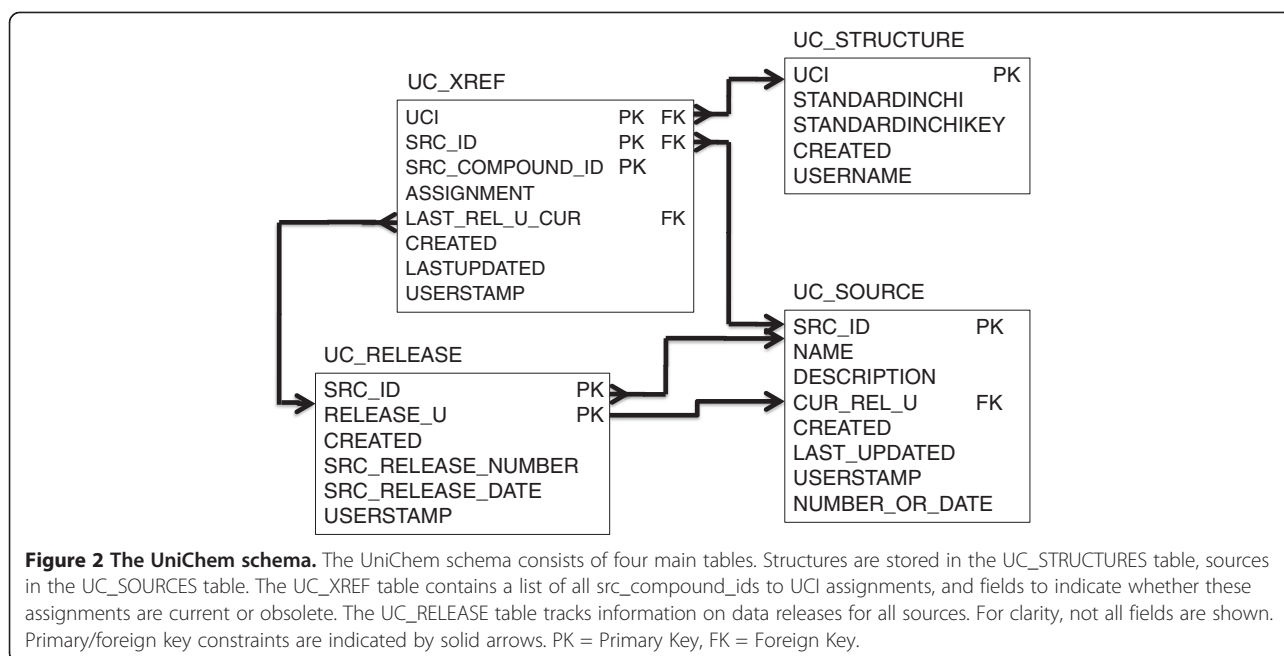 UC_STRUCTURE
UCI PK
STANDARDINCHI
STANDARDINCHIKEY
CREATED
USERNAME
UC_XREF
UCI PK FK
SRC_ID PK FK
SRC_COMPOUND_ID PK
ASSIGNMENT
LAST_REL_U_CUR FK
CREATED
LASTUPDATED
USERSTAMP
UC_SOURCE
SRC_ID PK
NAME
DESCRIPTION
CUR_REL_U FK
CREATED
LAST_UPDATED
USERSTAMP
NUMBER_OR_DATE
UC_RELEASE
SRC_ID PK
RELEASE_U PK
CREATED
SRC_RELEASE_NUMBER
SRC_RELEASE_DATE
USERSTAMP
Figure 2 The UniChem schema. The UniChem schema consists of four main tables. Structures are stored in the UC_STRUCTURES table, sources
in the UC_SOURCES table. The UC_XREF table contains a list of all src_compound_ids to UCI assignments, and fields to indicate whether these
assignments are current or obsolete. The UC_RELEASE table tracks information on data releases for all sources. For clarity, not all fields are shown.
Primary/foreign key constraints are indicated by solid arrows. PK = Primary Key, FK = Foreign Key.